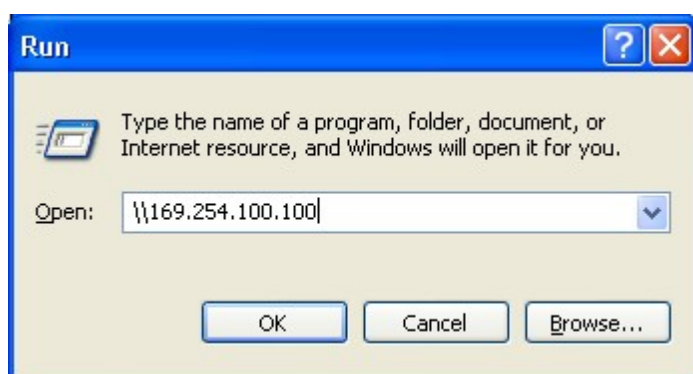 Run
Type the name of a program, folder, document, or
Internet resource, and Windows will open it for you.
Open: \\169.254.100.100
OK Cancel Browse...